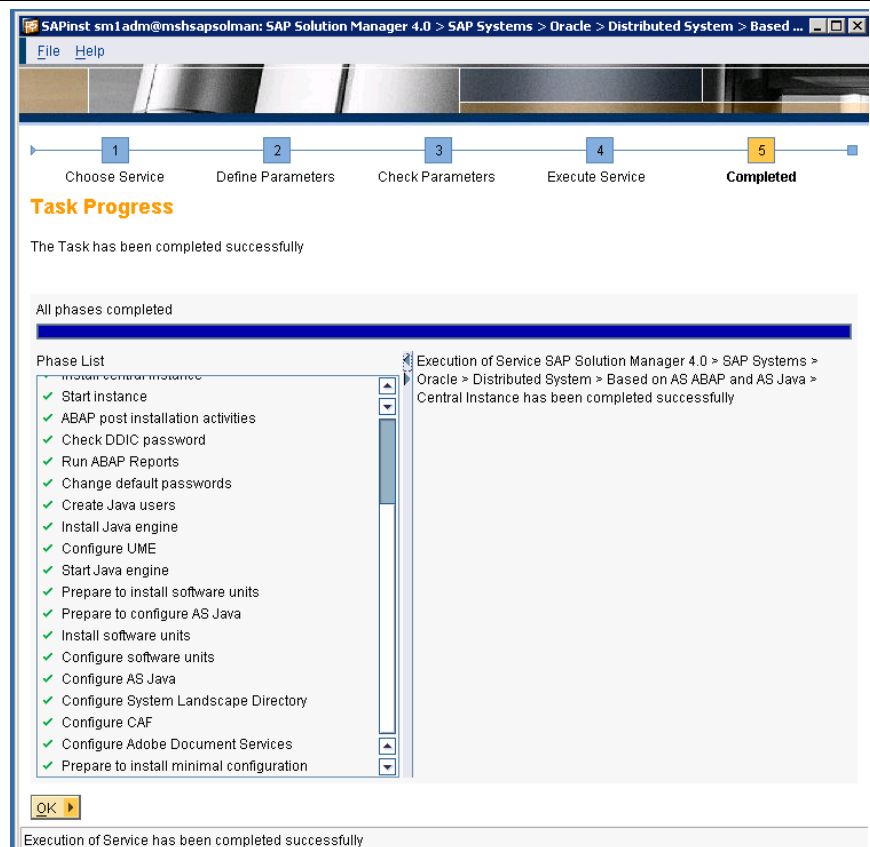 SAPinst sm1adm@mshsapsolman: SAP Solution Manager 4.0 > SAP Systems > Oracle > Distributed System > Based ...
File Help
1 2 3 4 5
Choose Service Define Parameters Check Parameters Execute Service Completed
Task Progress
The Task has been completed successfully
All phases completed
Phase List
Install central instance
Start instance
ABAP post installation activities
Check DDIC password
Run ABAP Reports
Change default passwords
Create Java users
Install Java engine
Configure UME
Start Java engine
Prepare to install software units
Prepare to configure AS Java
Install software units
Configure software units
Configure AS Java
Configure System Landscape Directory
Configure CAF
Configure Adobe Document Services
Prepare to install minimal configuration
Execution of Service SAP Solution Manager 4.0 > SAP Systems >
Oracle > Distributed System > Based on AS ABAP and AS Java >
Central Instance has been completed successfully
OK
Execution of Service has been completed successfully